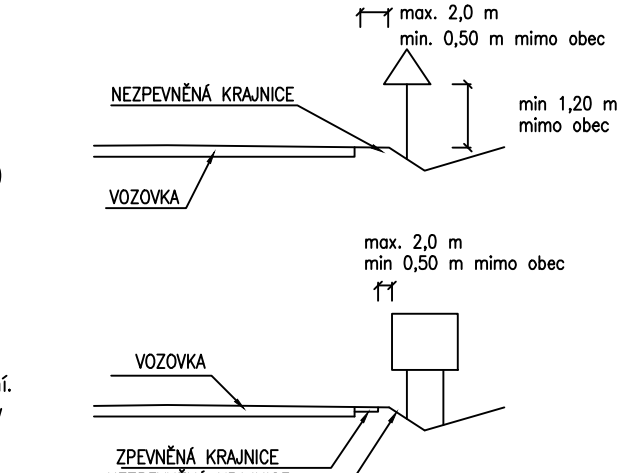 max. 2,0 m
min. 0,50 m mimo obec
NEZPEVNĚNÁ KRAJNICE
min 1,20 m
mimo obec
)
VOZOVKA
max. 2,0 m
min 0,50 m mimo obec
VOZOVKA
í.
ZPEVNĚNÁ KRAJNICE